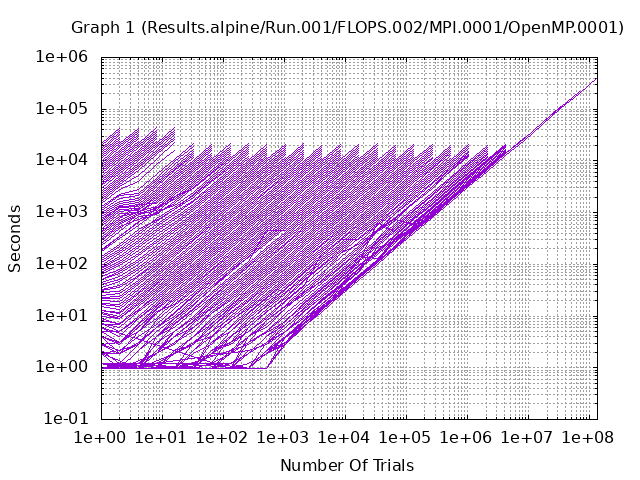 Graph 1 (Results.alpine/Run.001/FLOPS.002/MPI.0001/OpenMP.0001)
1e+06
1e+05
1e+04
1e+03
1e+02
1e+01
1e+00
1e-01
Seconds
1e+00 1e+01 1e+02 1e+03 1e+04 1e+05 1e+06 1e+07 1e+08
Number Of Trials